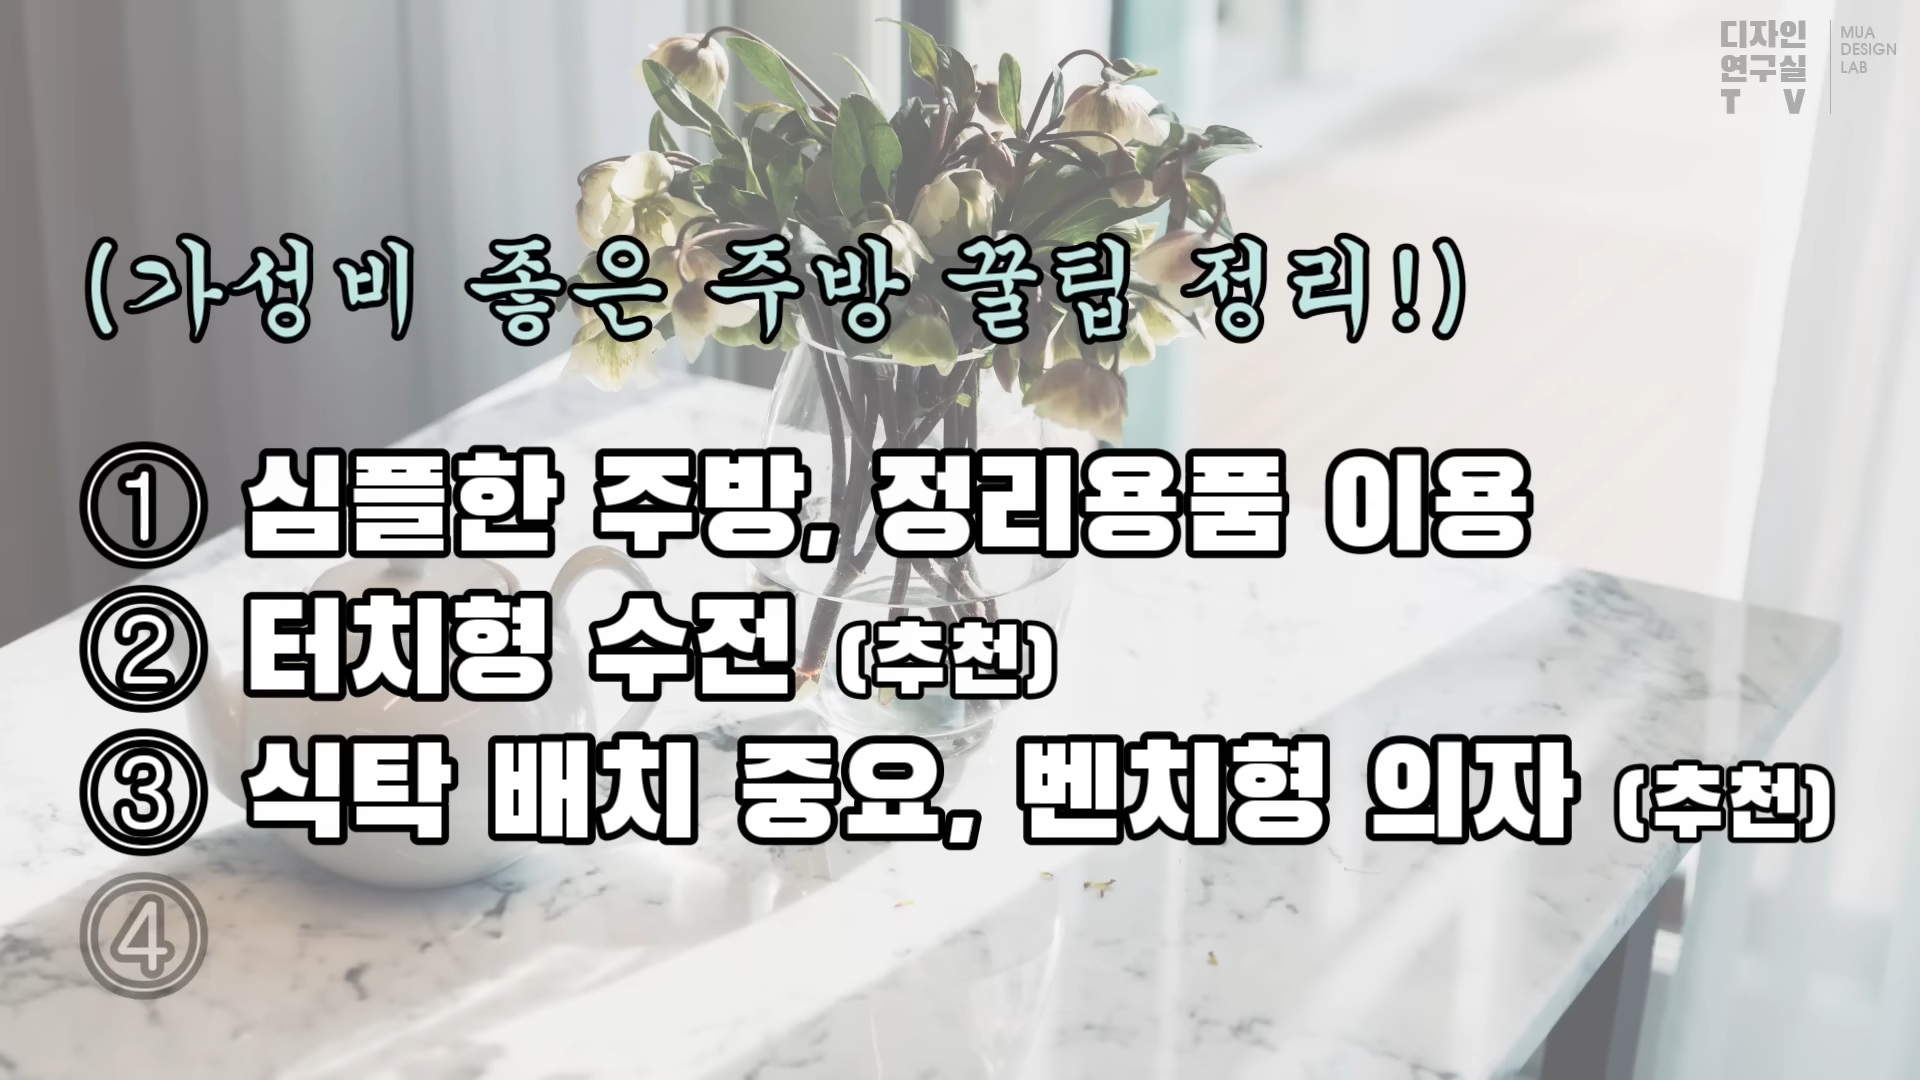 디자인
연구실
T V
MUA
DESIGN
LAB
(가성비 좋은 주방 꿀팁 정리!)
① 심플한 주방, 정리용품 이용
② 터치형 수전 (추천)
③ 식탁 배치 중요, 벤치형 의자 (추천)
④